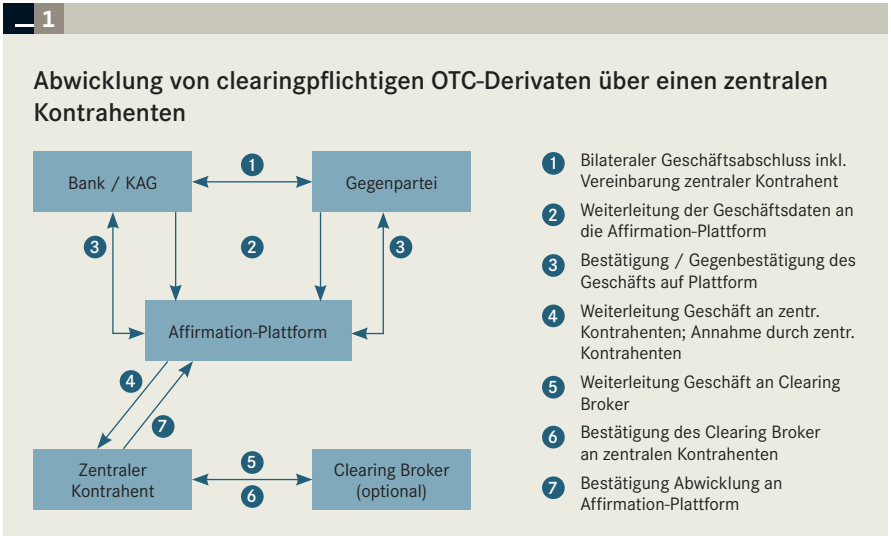 1
Abwicklung von clearingpflichtigen OTC-Derivaten über einen zentralen
Kontrahenten
Bank / KAG
1
Gegenpartei
3
2
3
Affirmation-Plattform
4
7
Zentraler
Kontrahent
5
6
Clearing Broker
(optional)
1 Bilateraler Geschäftsabschluss inkl.
Vereinbarung zentraler Kontrahent
2 Weiterleitung der Geschäftsdaten an
die Affirmation-Plattform
3 Bestätigung / Gegenbestätigung des
Geschäfts auf Plattform
4 Weiterleitung Geschäft an zentr.
Kontrahenten; Annahme durch zentr.
Kontrahenten
5 Weiterleitung Geschäft an Clearing
Broker
6 Bestätigung des Clearing Broker
an zentralen Kontrahenten
7 Bestätigung Abwicklung an
Affirmation-Plattform